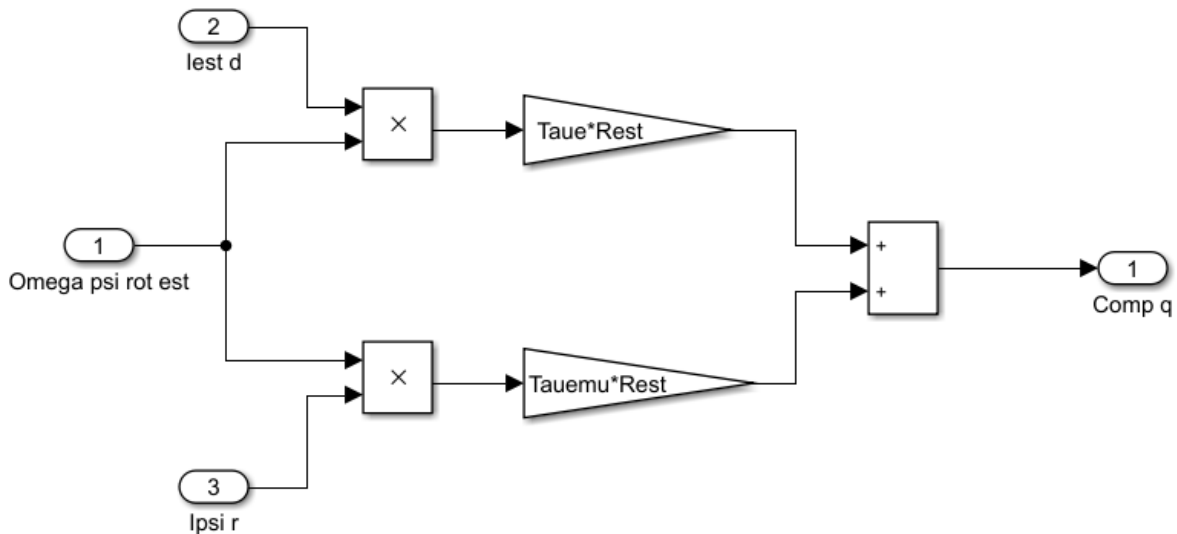 2
Iest d
×
Taue*Rest
1
Omega psi rot est
+
+
1
Comp q
×
Tauemu*Rest
3
Ipsi r